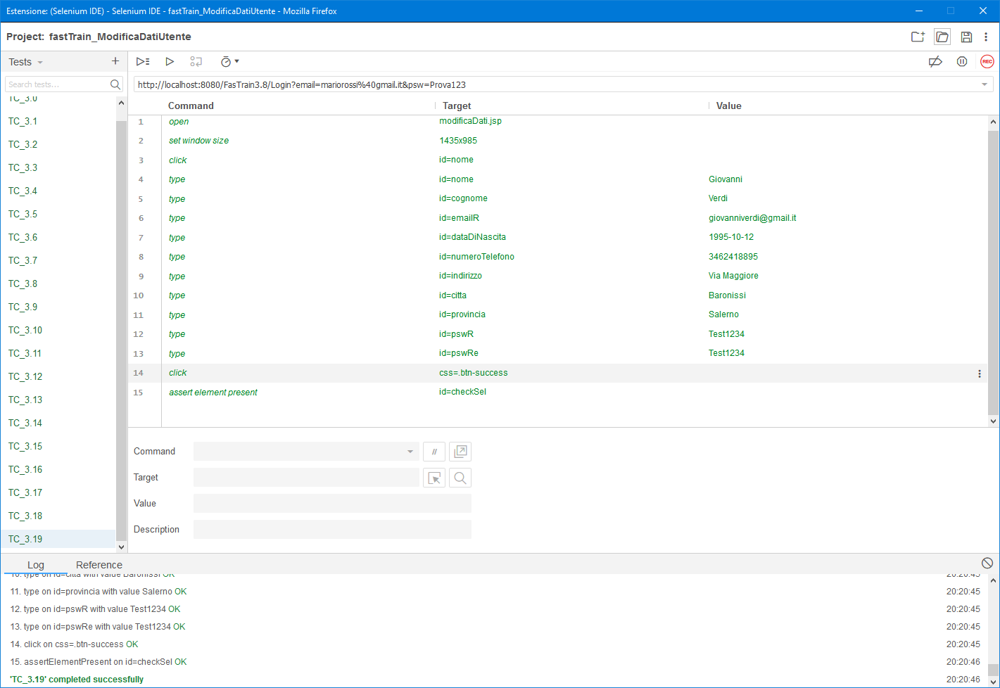 Estensione: (Selenium IDE) - Selenium IDE - fastTrain_ModificaDatiUtente - Mozilla Firefox
Project: fastTrain_ModificaDatiUtente
Tests
REC
Search tests...
http://localhost:8080/FasTrain3.8/Login?email=mariorossi%40gmail.it&psw=Prova123
TC_3.0
TC_3.1
TC_3.2
TC_3.3
TC_3.4
TC_3.5
TC_3.6
TC_3.7
TC_3.8
TC_3.9
TC_3.10
TC_3.11
TC_3.12
TC_3.13
TC_3.14
TC_3.15
TC_3.16
TC_3.17
TC_3.18
TC_3.19
Command Target Value
1 open modificaDati.jsp
2 set window size 1435x985
3 click id=nome
4 type id=nome Giovanni
5 type id=cognome Verdi
6 type id=emailR giovanniverdi@gmail.it
7 type id=dataDiNascita 1995-10-12
8 type id=numeroTelefono 3462418895
9 type id=indirizzo Via Maggiore
10 type id=citta Baronissi
11 type id=provincia Salerno
12 type id=pswR Test1234
13 type id=pswRe Test1234
14 click css=.btn-success
15 assert element present id=checkSel
Command //
Target
Value
Description
Log Reference
10. type on id=citta with value Baronissi OK 20:20:45
11. type on id=provincia with value Salerno OK 20:20:45
12. type on id=pswR with value Test1234 OK 20:20:45
13. type on id=pswRe with value Test1234 OK 20:20:45
14. click on css=.btn-success OK 20:20:45
15. assertElementPresent on id=checkSel OK 20:20:46
'TC_3.19' completed successfully 20:20:46